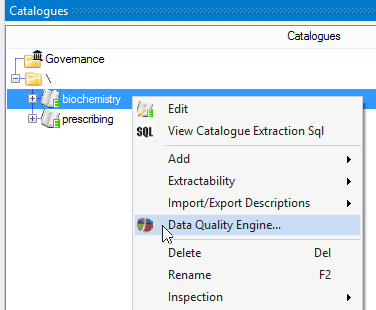 Catalogues
Catalogues
Governance
\
biochemistry
prescribing
Edit
SQL View Catalogue Extraction Sql
Add
Extractability
Import/Export Descriptions
Data Quality Engine...
Delete Del
Rename F2
Inspection